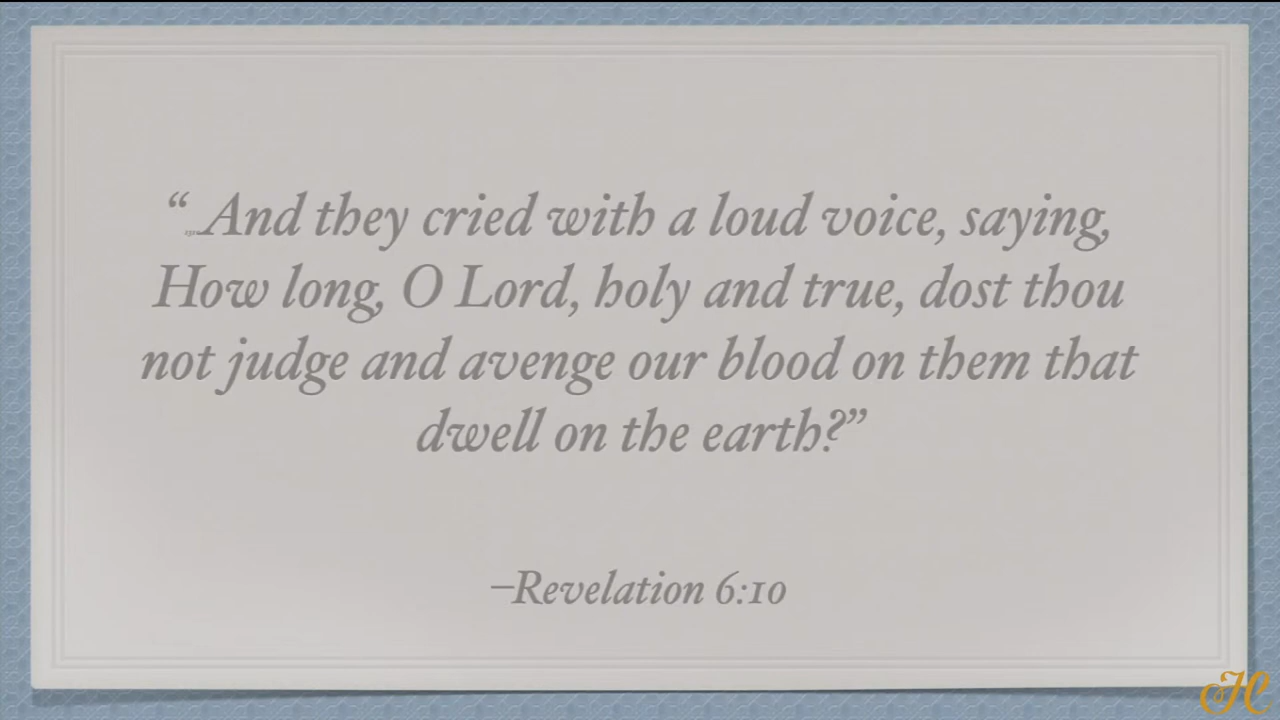 “ And they cried with a loud voice, saying,
How long, O Lord, holy and true, dost thou
not judge and avenge our blood on them that
dwell on the earth?”
–Revelation 6:10
H